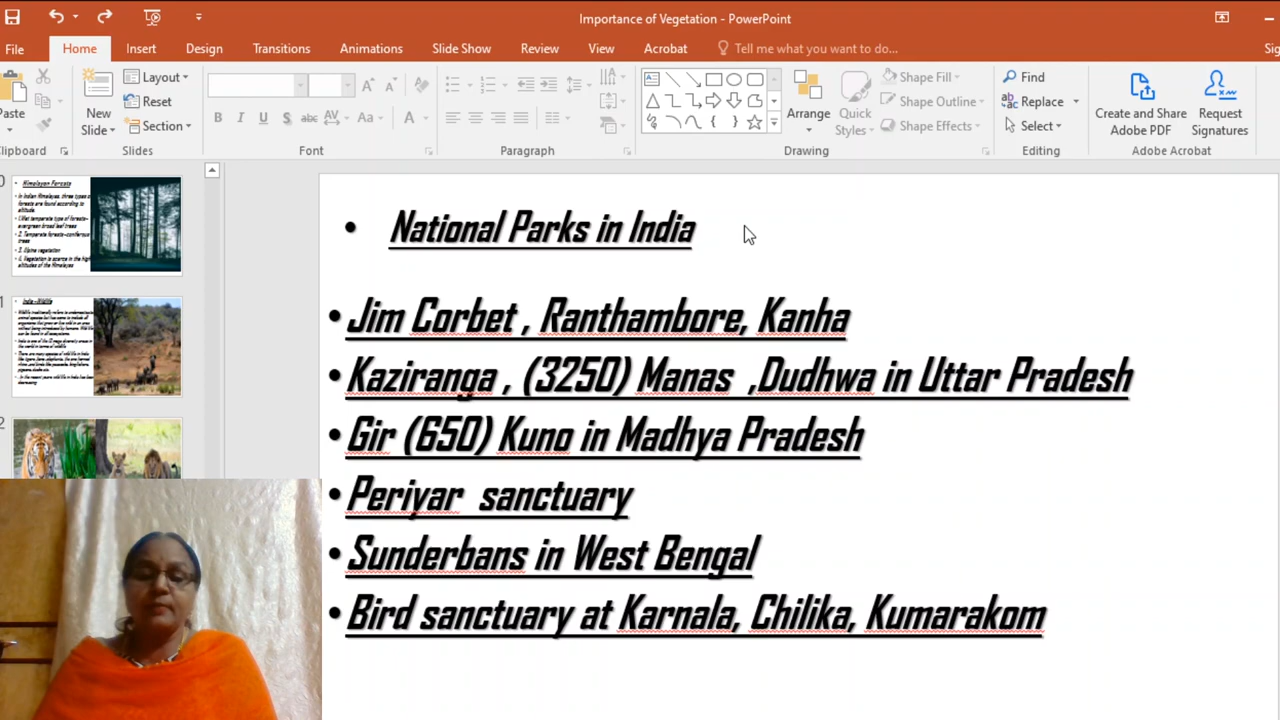 Importance of Vegetation - PowerPoint
File Home Insert Design Transitions Animations Slide Show Review View Acrobat Tell me what you want to do...
Paste
New Slide
Layout
Reset
Section
Slides
Font
Paragraph
Arrange
Quick Styles
Shape Fill
Shape Outline
Shape Effects
Drawing
Find
Replace
Select
Editing
Create and Share Adobe PDF
Request Signatures
Adobe Acrobat
Himalayan Forests
India -Wildlife
• National Parks in India
• Jim Corbet , Ranthambore, Kanha
• Kaziranga , (3250) Manas ,Dudhwa in Uttar Pradesh
• Gir (650) Kuno in Madhya Pradesh
• Periyar sanctuary
• Sunderbans in West Bengal
• Bird sanctuary at Karnala, Chilika, Kumarakom